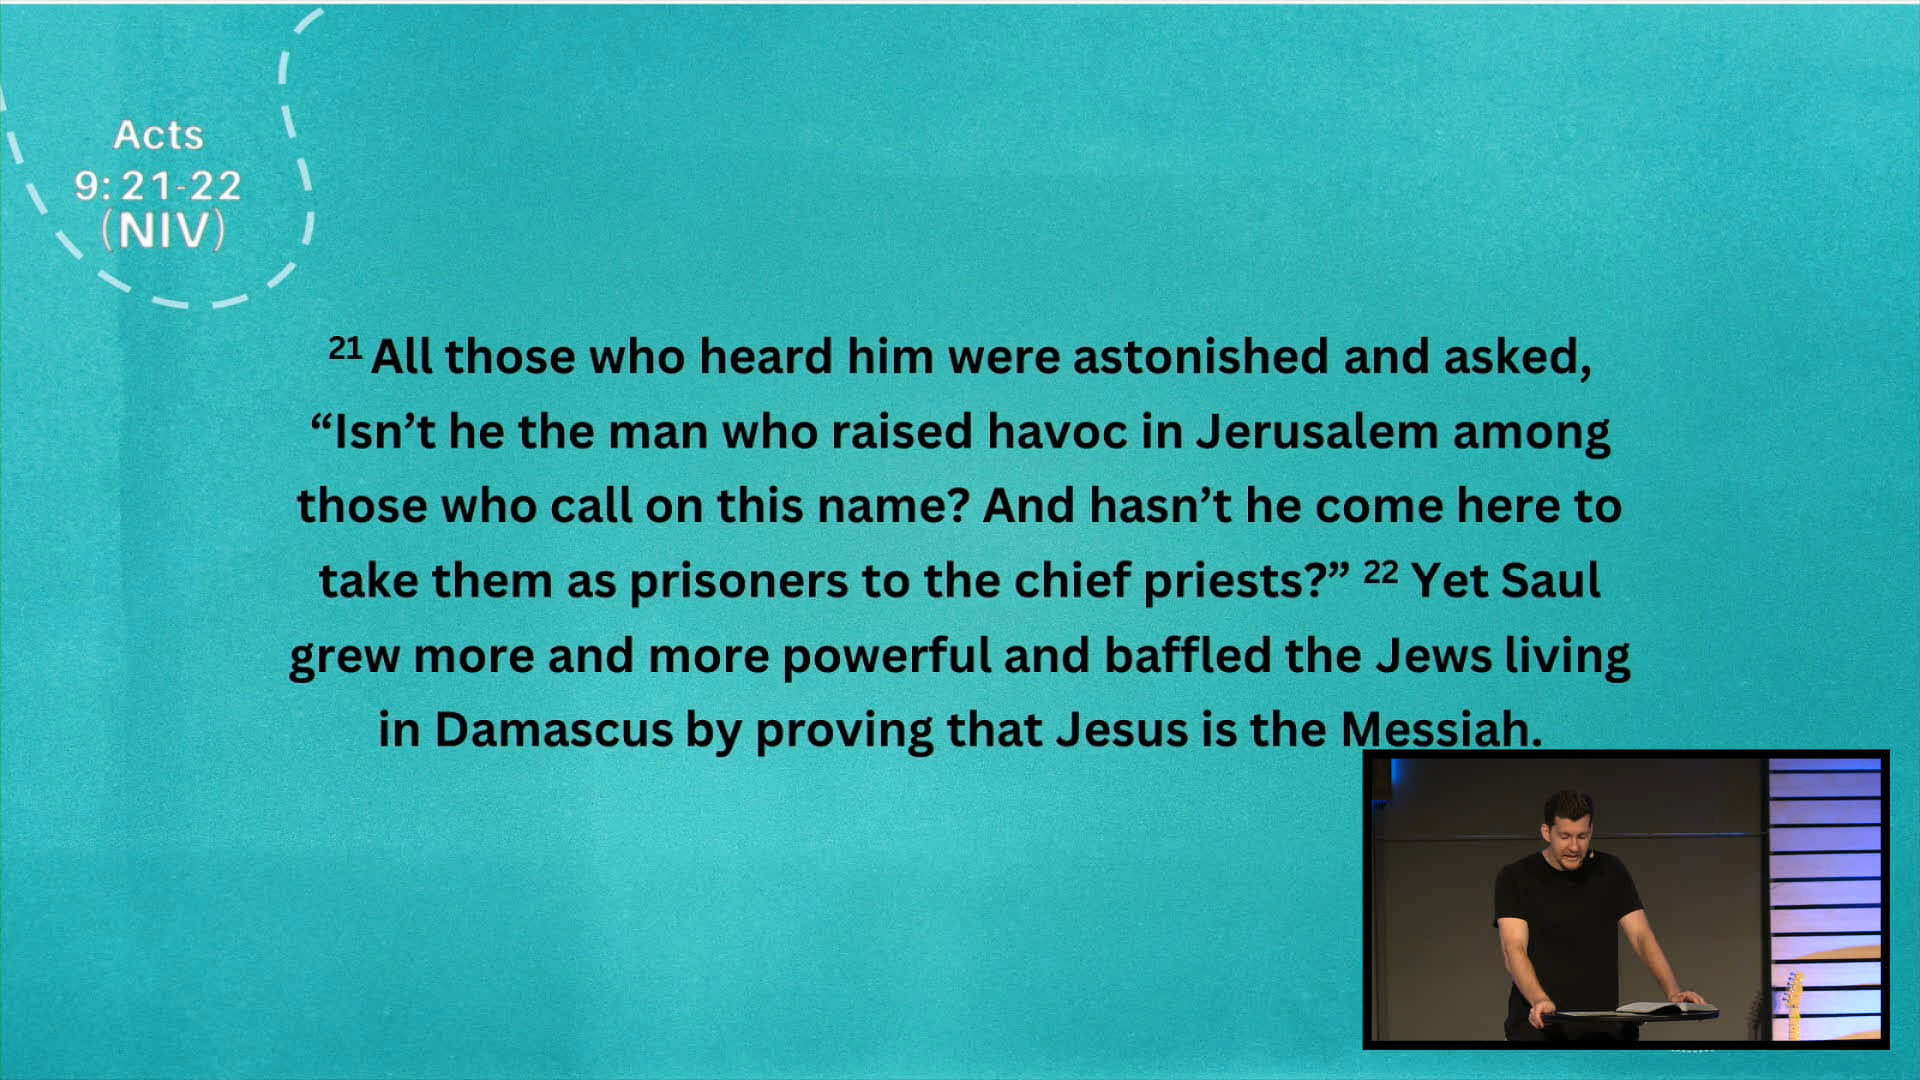 Acts
9:21-22
(NIV)
21 All those who heard him were astonished and asked,
“Isn’t he the man who raised havoc in Jerusalem among
those who call on this name? And hasn’t he come here to
take them as prisoners to the chief priests?” 22 Yet Saul
grew more and more powerful and baffled the Jews living
in Damascus by proving that Jesus is the Messiah.